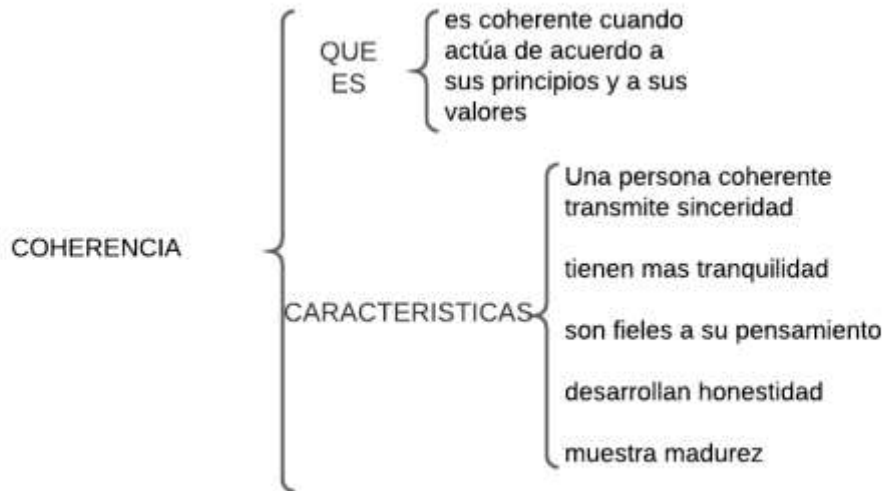 COHERENCIA
QUE
ES
es coherente cuando
actúa de acuerdo a
sus principios y a sus
valores
CARACTERISTICAS
Una persona coherente
transmite sinceridad
tienen mas tranquilidad
son fieles a su pensamiento
desarrollan honestidad
muestra madurez